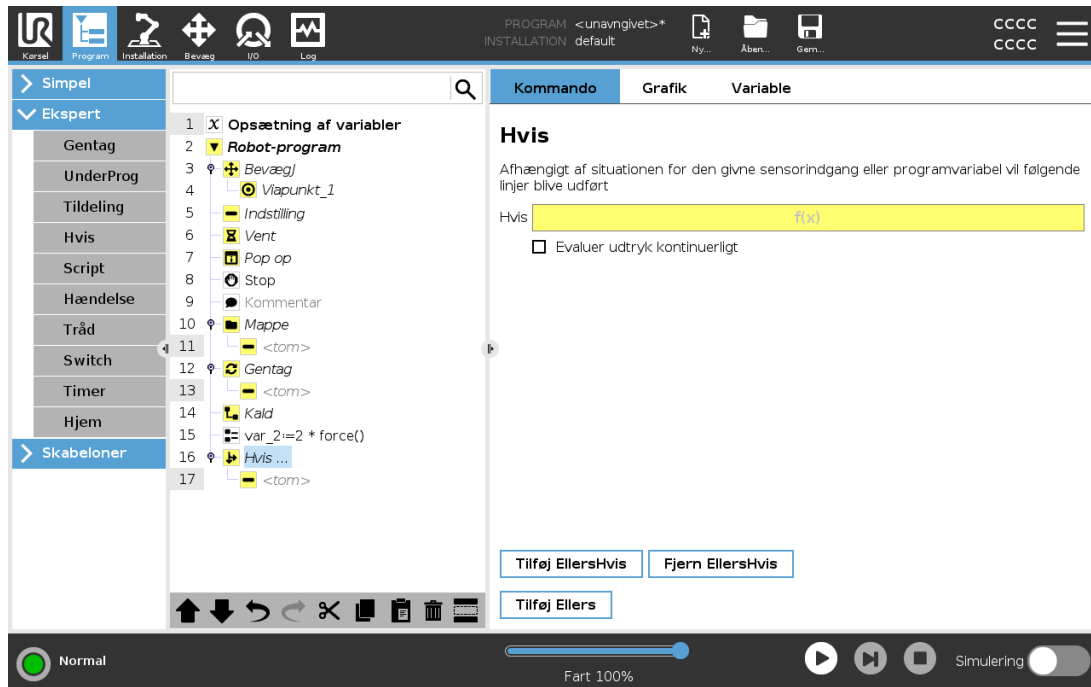 PROGRAM <unavngivet>*
INSTALLATION default
UR
Kørsel
Program
Installation
Bevæg
I/O
Log
Ny...
Åben...
Gem...
CCCC
CCCC
Simpel
Ekspert
Gentag
UnderProg
Tildeling
Hvis
Script
Hændelse
Tråd
Switch
Timer
Hjem
Skabeloner
1 X Opsætning af variabler
2 Robot-program
3 BevægJ
4 Viapunkt_1
5 Indstilling
6 Vent
7 Pop op
8 Stop
9 Kommentar
10 Mappe
11 <tom>
12 Gentag
13 <tom>
14 Kald
15 var_2:=2 * force()
16 Hvis ...
17 <tom>
Kommando
Grafik
Variable
Hvis
Afhængigt af situationen for den givne sensorindgang eller programvariabel vil følgende
linjer blive udført
Hvis f(x)
Evaluer udtryk kontinuerligt
Tilføj EllersHvis
Fjern EllersHvis
Tilføj Ellers
Normal
Fart 100%
Simulering